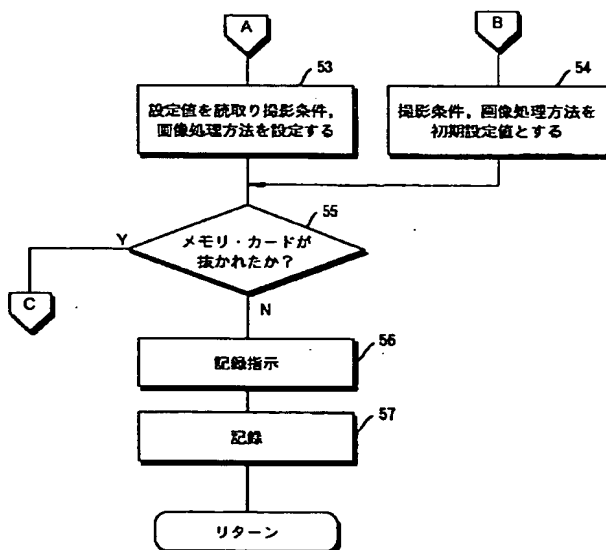 A
B
53
設定値を読取り撮影条件,
画像処理方法を設定する
54
撮影条件,画像処理方法を
初期設定値とする
55
Y
メモリ・カードが
抜かれたか?
C
N
56
記録指示
57
記録
リターン